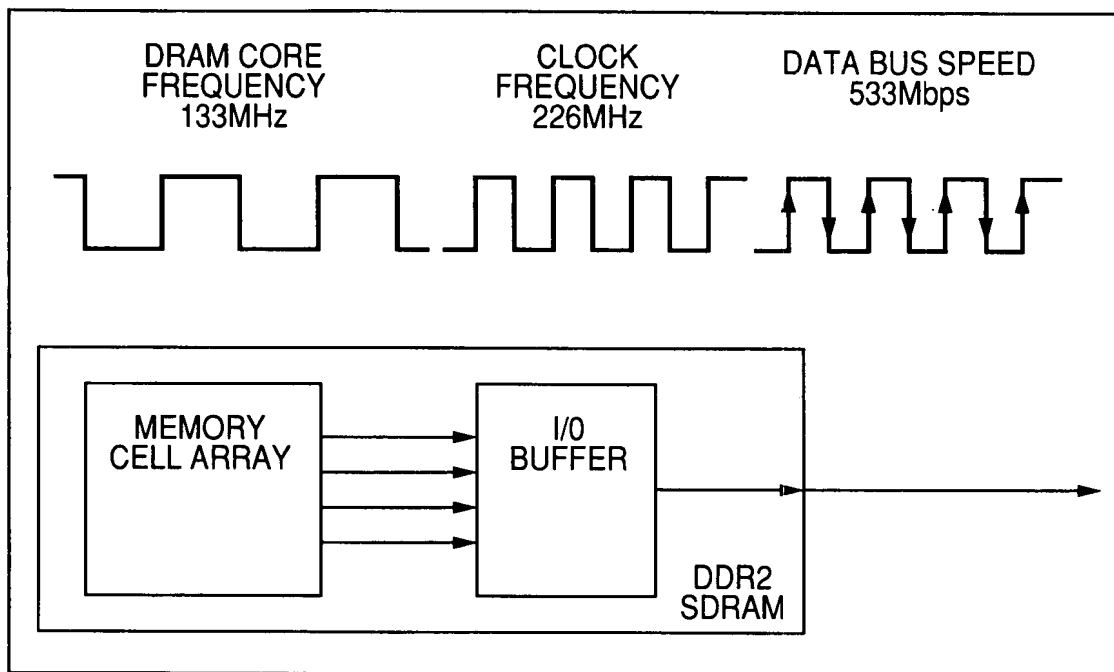 DRAM CORE
FREQUENCY
133MHz
CLOCK
FREQUENCY
226MHz
DATA BUS SPEED
533Mbps
MEMORY
CELL ARRAY
I/0
BUFFER
DDR2
SDRAM